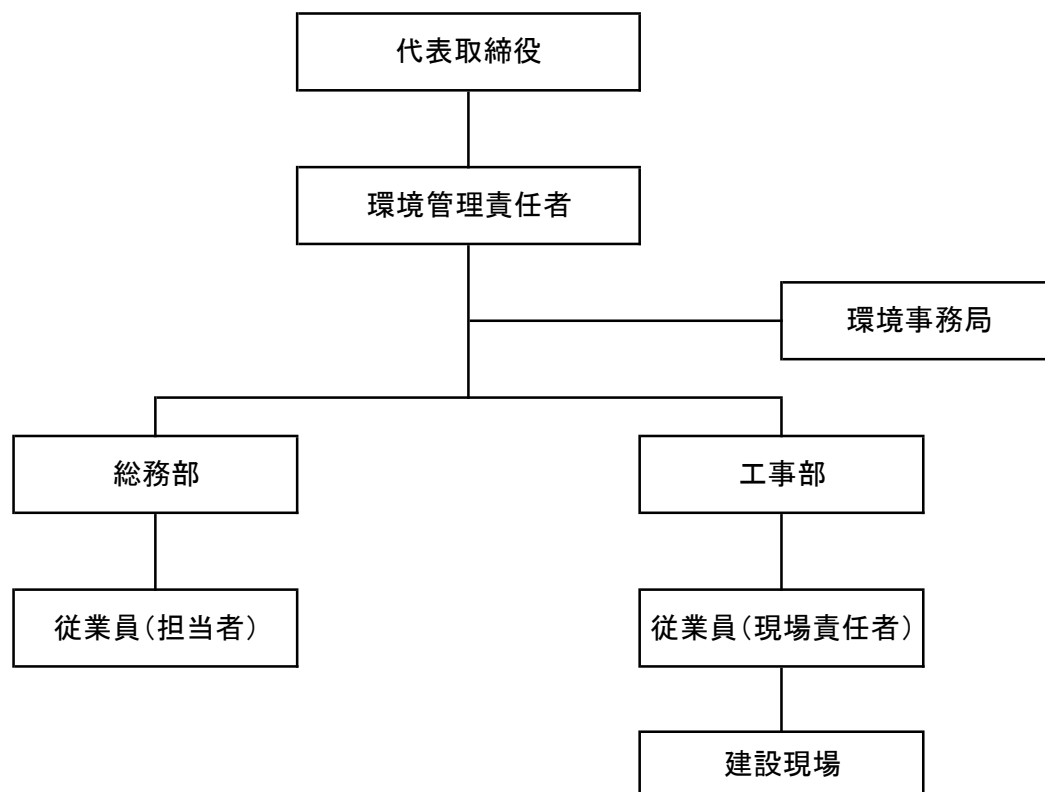 代表取締役
環境管理責任者
環境事務局
総務部
工事部
従業員(担当者)
従業員(現場責任者)
建設現場